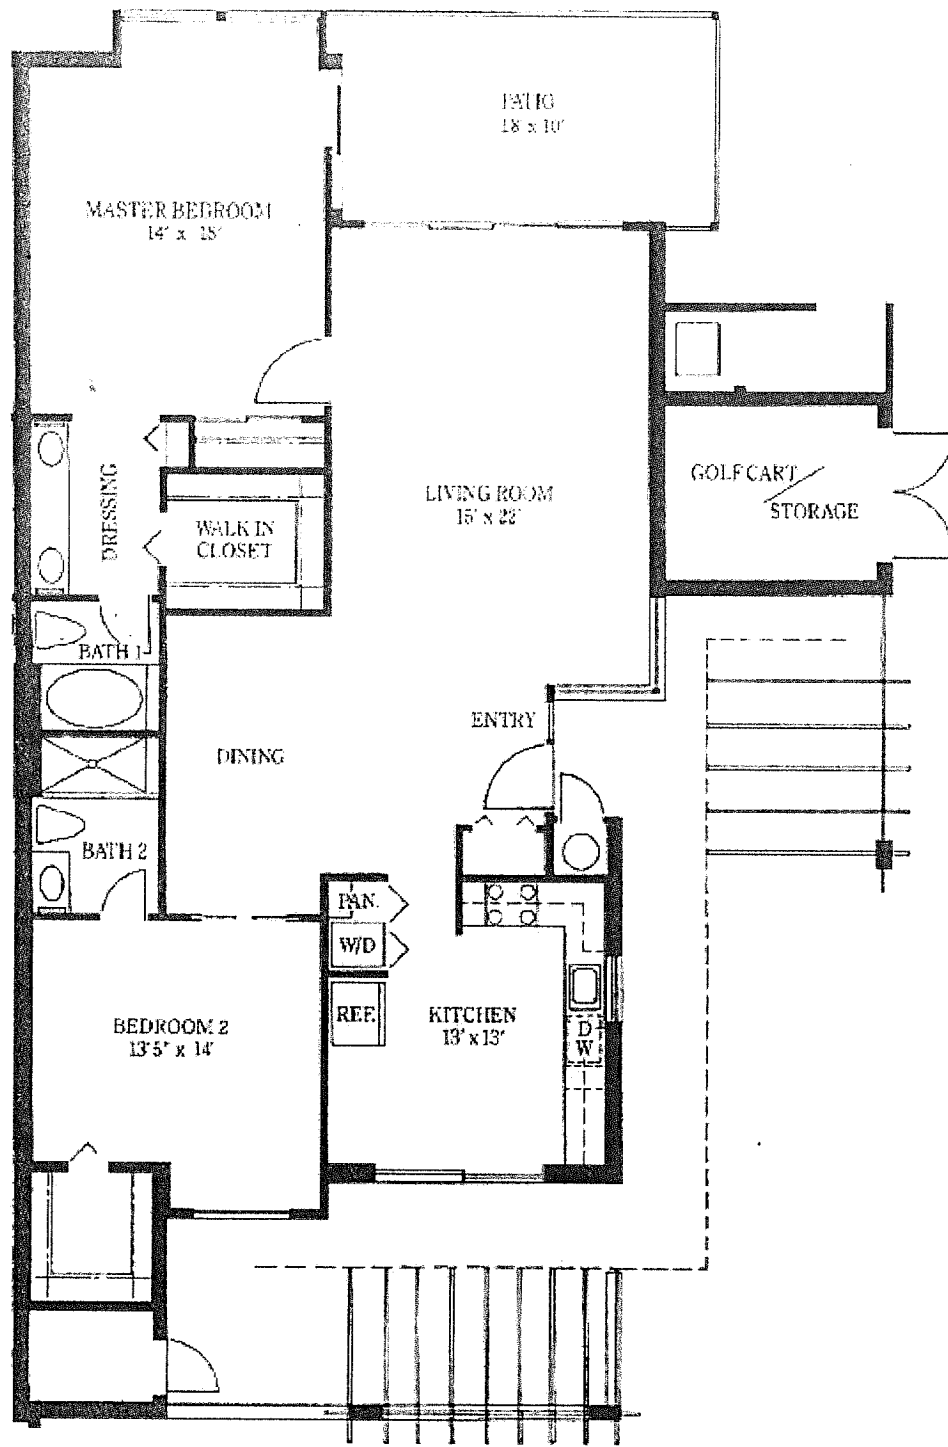 PATIO
18' x 10'
MASTER BEDROOM
14' x 18'
GOLF CART
STORAGE
LIVING ROOM
15' x 22'
DRESSING
WALK IN
CLOSET
BATH 1
ENTRY
DINING
BATH 2
PAN.
W/D
REF.
KITCHEN
13' x 13'
D
W
BEDROOM 2
13'5" x 14'